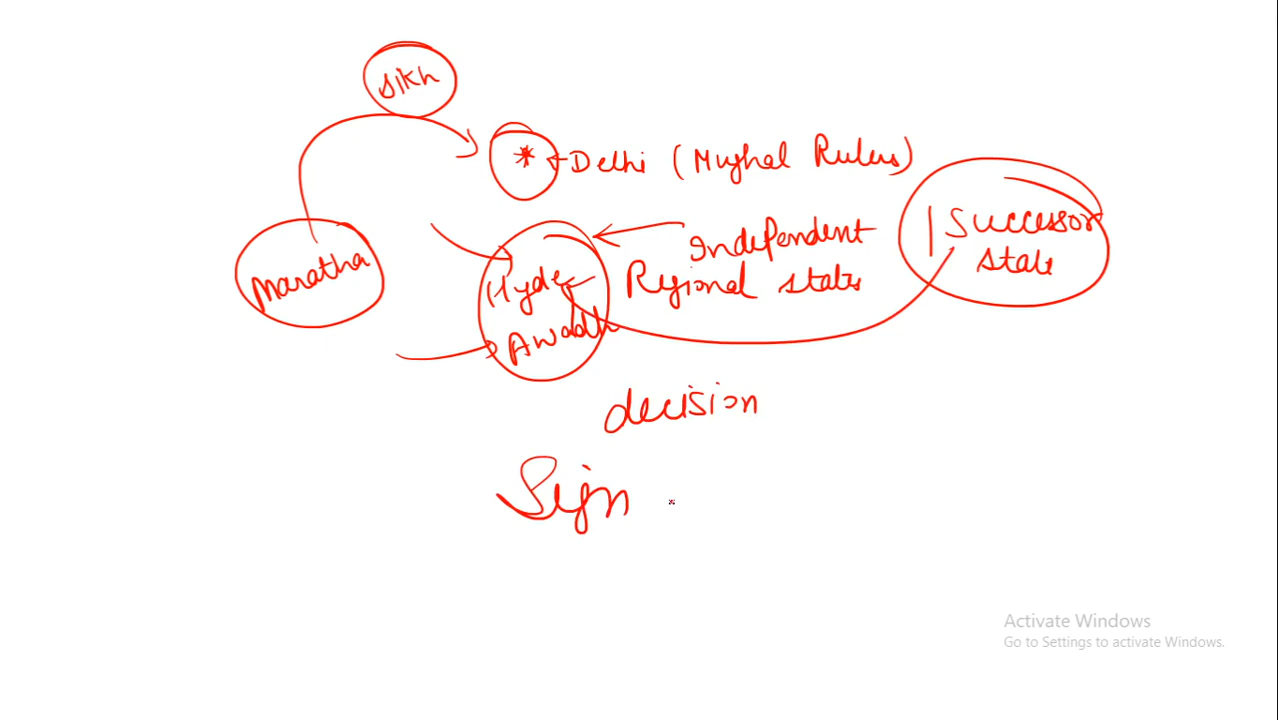 Sikh
* Delhi (Mughal Rulers)
Maratha
Independent
Regional states
Successor
state
Hyde
Awadh
decision
Sign
Activate Windows
Go to Settings to activate Windows.